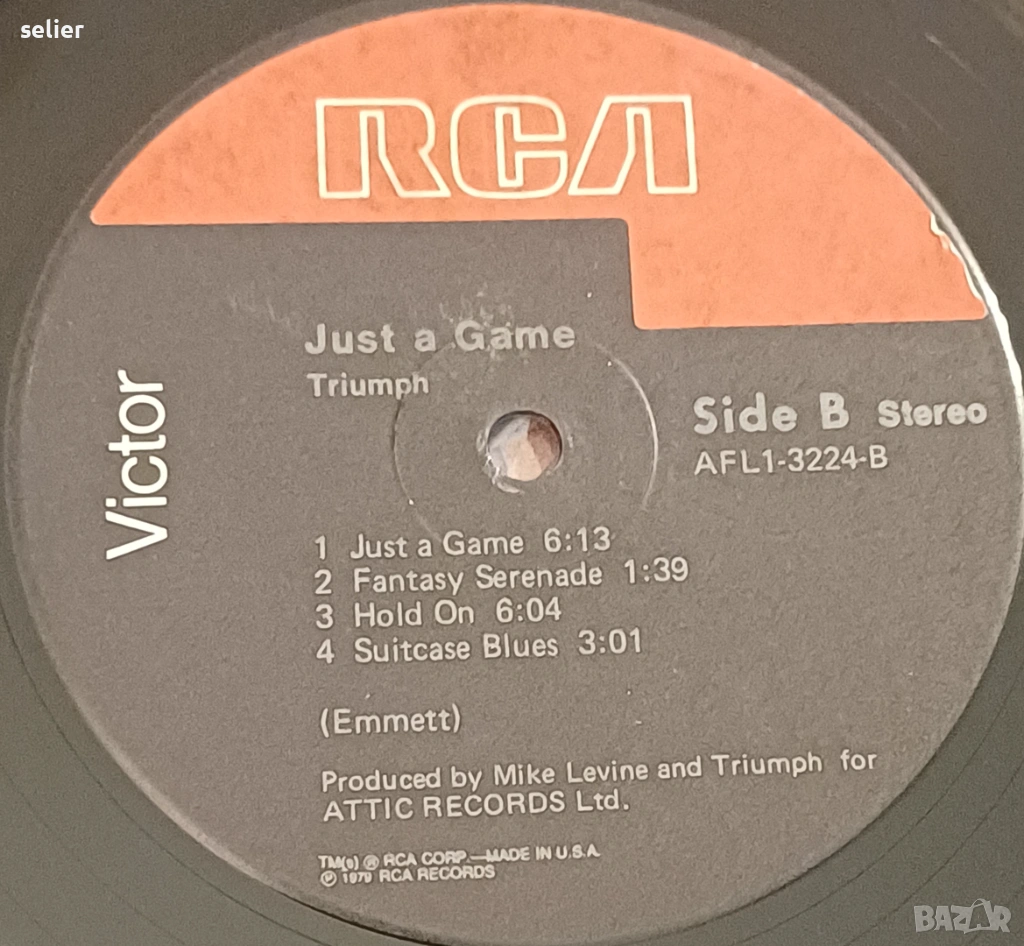 selier
RCA
Just a Game
Triumph
Victor
Side B Stereo
AFL1-3224-B
1 Just a Game 6:13
2 Fantasy Serenade 1:39
3 Hold On 6:04
4 Suitcase Blues 3:01
(Emmett)
Produced by Mike Levine and Triumph for
ATTIC RECORDS Ltd.
TM(s) ® RCA CORP.—MADE IN U.S.A.
℗ 1979 RCA RECORDS
BAZAR